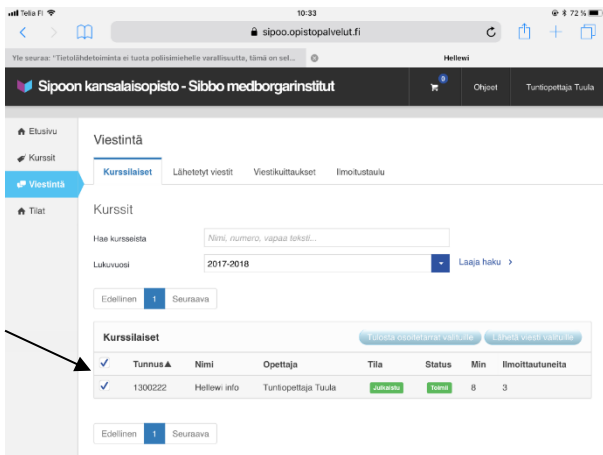 Telia FI 10:33 72 %
sipoo.opistopalvelut.fi
Yle seuraa: "Tietolähdetoiminta ei tuota poliisimiehelle varallisuutta, tämä on sel... Hellewi
Sipoon kansalaisopisto - Sibbo medborgarinstitut 0 Ohjeet Tuntiopettaja Tuula
Etusivu
Kurssit
Viestintä
Tilat
Viestintä
Kurssilaiset Lähetetyt viestit Viestikuittaukset Ilmoitustaulu
Kurssit
Hae kursseista Nimi, numero, vapaa teksti...
Lukuvuosi 2017-2018 Laaja haku >
Edellinen 1 Seuraava
Kurssilaiset Tulosta osoitetarrat valituille Lähetä viesti valituille
Tunnus▲ Nimi Opettaja Tila Status Min Ilmoittautuneita
1300222 Hellewi info Tuntiopettaja Tuula Julkaistu Toimii 8 3
Edellinen 1 Seuraava